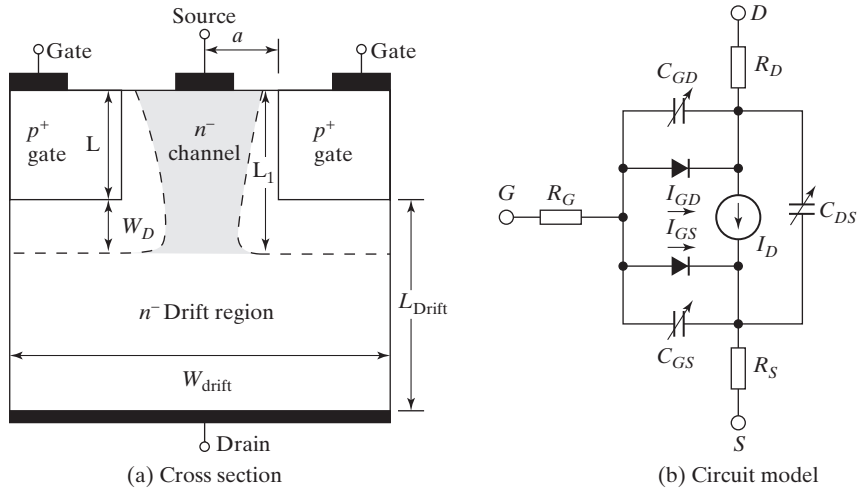 Source
a
Gate
Gate
p+
gate
L
n−
channel
L1
p+
gate
WD
LDrift
n− Drift region
Wdrift
Drain
(a) Cross section
D
RD
CGD
G
RG
IGD
IGS
ID
CDS
CGS
RS
S
(b) Circuit model